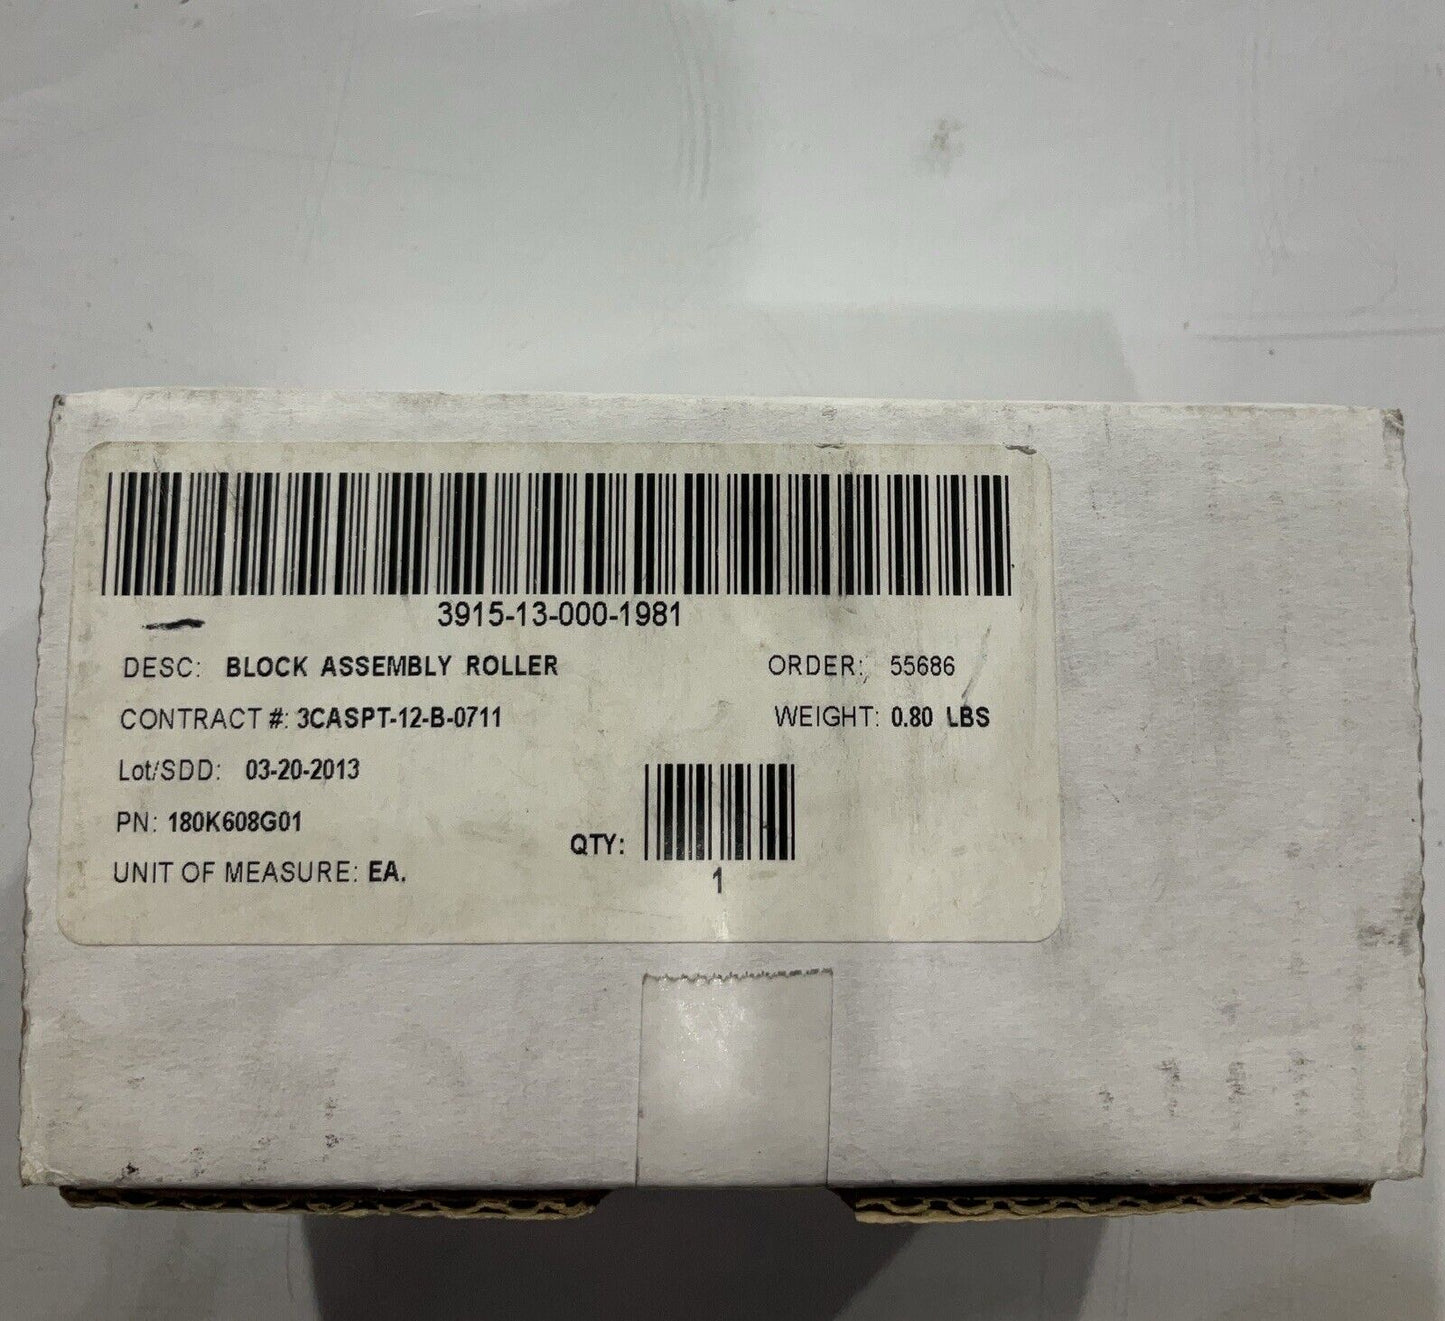 3915-13-000-1981
DESC: BLOCK ASSEMBLY ROLLER
ORDER: 55686
CONTRACT #: 3CASPT-12-B-0711
WEIGHT: 0.80 LBS
Lot/SDD: 03-20-2013
PN: 180K608G01
QTY:
1
UNIT OF MEASURE: EA.